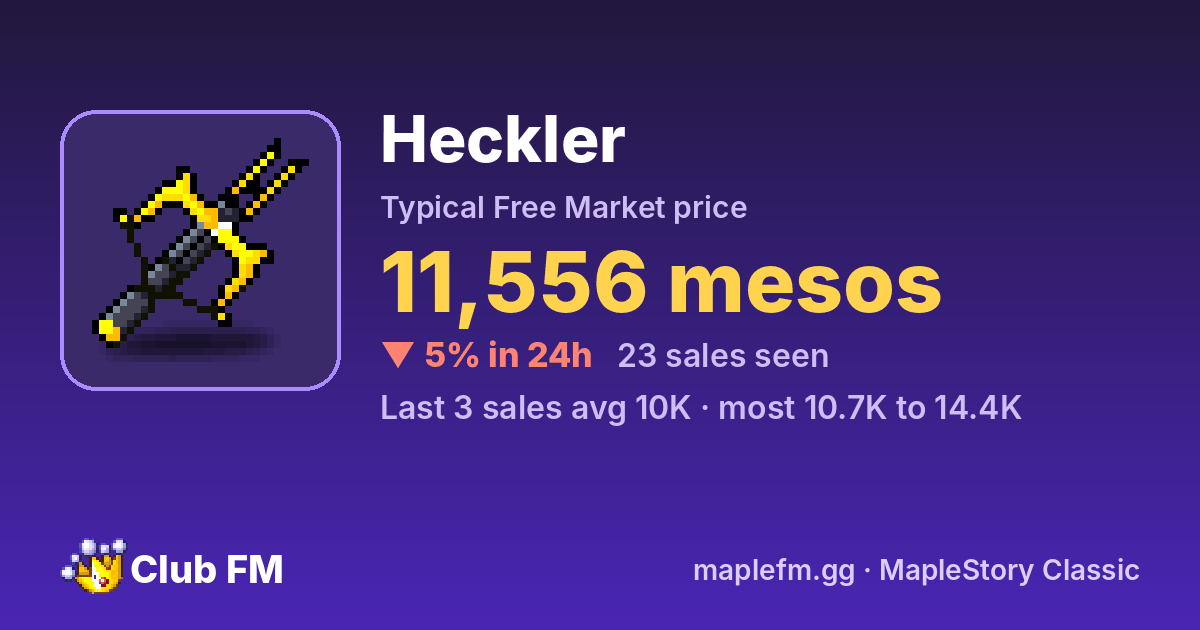 Heckler
Typical Free Market price
11,556 mesos
▼ 5% in 24h 23 sales seen
Last 3 sales avg 10K · most 10.7K to 14.4K
Club FM
maplefm.gg · MapleStory Classic